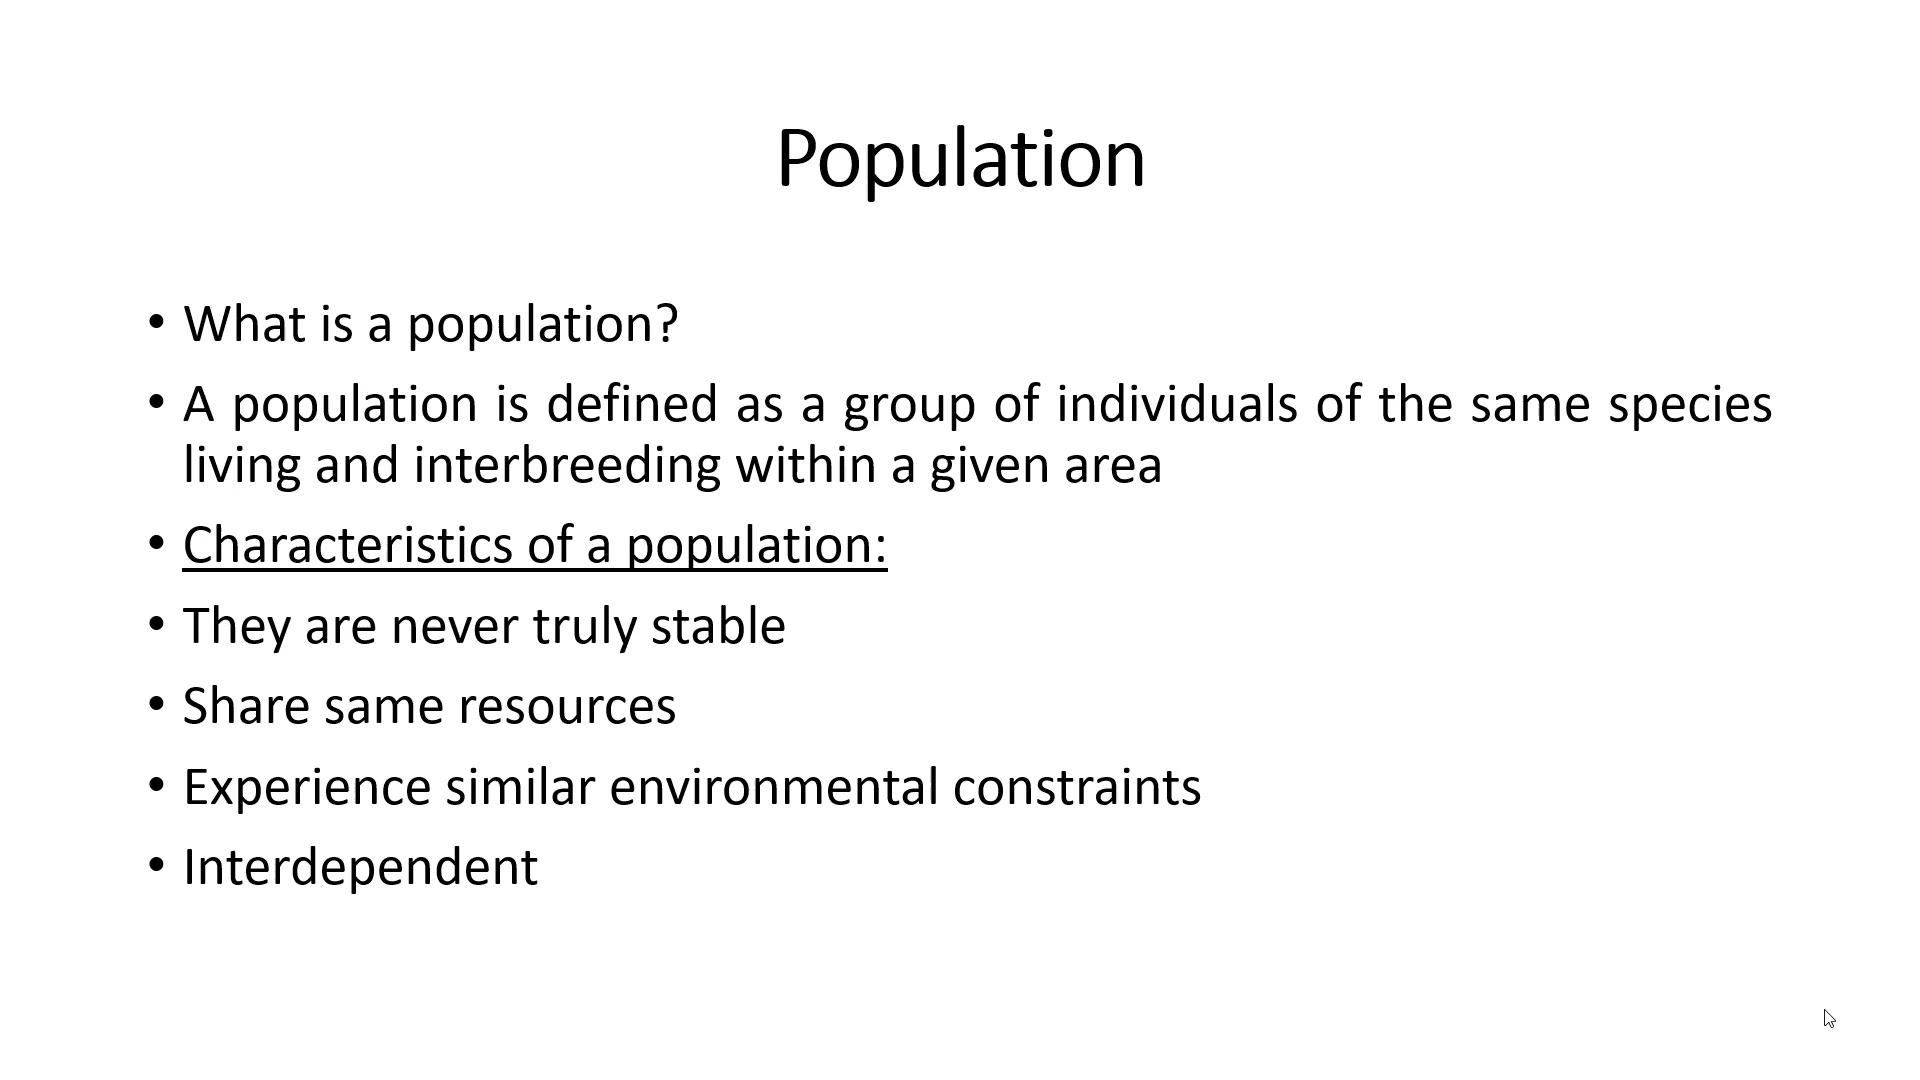 Population
• What is a population?
• A population is defined as a group of individuals of the same species
living and interbreeding within a given area
• Characteristics of a population:
• They are never truly stable
• Share same resources
• Experience similar environmental constraints
• Interdependent